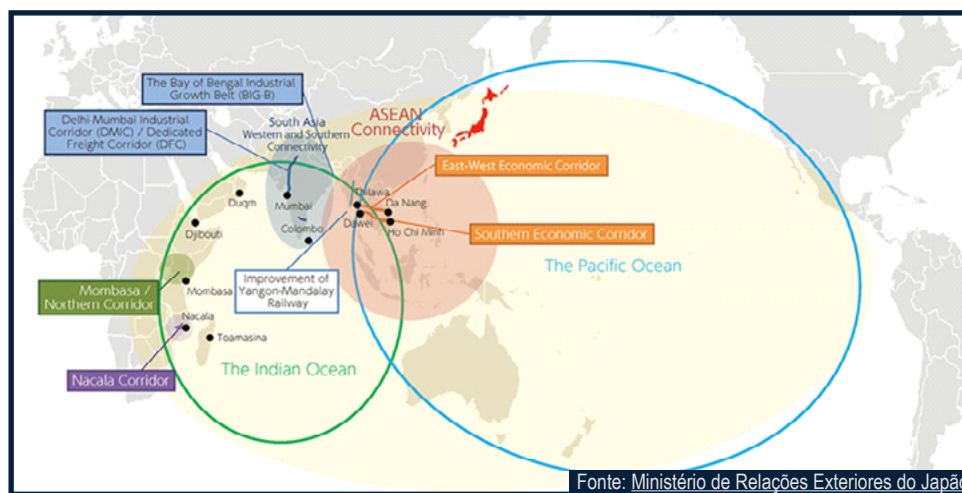 The Bay of Bengal Industrial
Growth Belt (BIG-B)
Delhi-Mumbai Industrial
Corridor (DMIC) / Dedicated
Freight Corridor (DFC)
South Asia
Western and Southern
Connectivity
ASEAN
Connectivity
East-West Economic Corridor
Thilawa
Duqm
Mumbai
Da Nang
Dawei
Djibouti
Colombo
Ho Chi Minh
Southern Economic Corridor
The Pacific Ocean
Improvement of
Yangon-Mandalay
Railway
Mombasa /
Northern Corridor
Mombasa
Nacala
Toamasina
The Indian Ocean
Nacala Corridor
Fonte: Ministério de Relações Exteriores do Japão